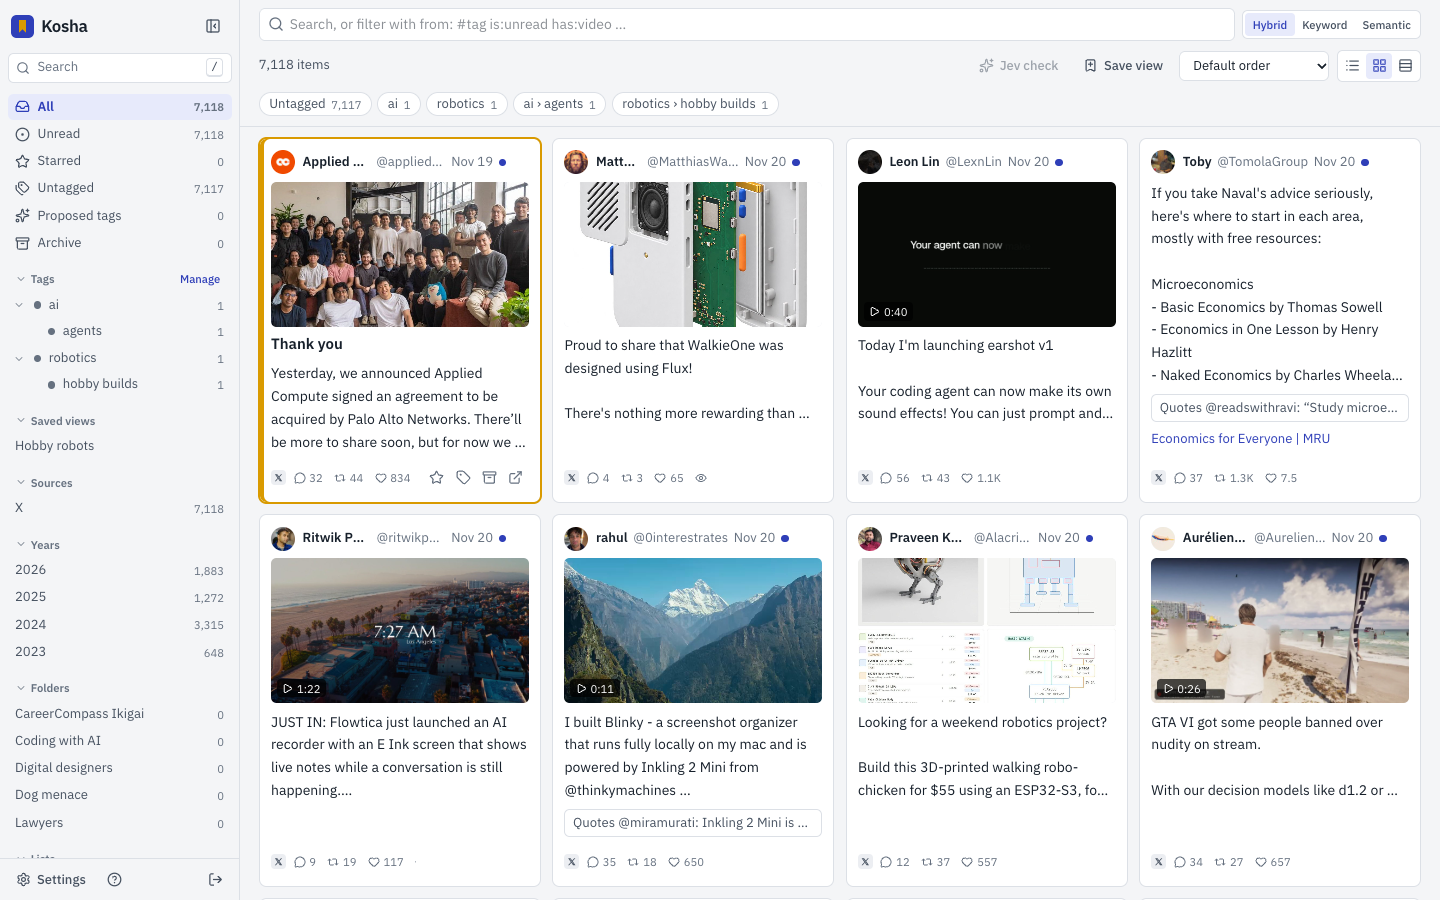 Kosha
Search
/
All 7,118
Unread 7,118
Starred 0
Untagged 7,117
Proposed tags 0
Archive 0
Tags Manage
ai 1
agents 1
robotics 1
hobby builds 1
Saved views
Hobby robots
Sources
X 7,118
Years
2026 1,883
2025 1,272
2024 3,315
2023 648
Folders
CareerCompass Ikigai 0
Coding with AI 0
Digital designers 0
Dog menace 0
Lawyers 0
Settings
Search, or filter with from: #tag is:unread has:video ...
Hybrid Keyword Semantic
7,118 items
Jev check Save view Default order
Untagged 7,117 ai 1 robotics 1 ai › agents 1 robotics › hobby builds 1
Applied ... @applied... Nov 19
Thank you
Yesterday, we announced Applied
Compute signed an agreement to be
acquired by Palo Alto Networks. There’ll
be more to share soon, but for now we ...
X 32 44 834
Matt... @MatthiasWa... Nov 20
Proud to share that WalkieOne was
designed using Flux!
There's nothing more rewarding than ...
X 4 3 65
Leon Lin @LexnLin Nov 20
Your agent can now
0:40
Today I'm launching earshot v1
Your coding agent can now make its own
sound effects! You can just prompt and...
X 56 43 1.1K
Toby @TomolaGroup Nov 20
If you take Naval's advice seriously,
here's where to start in each area,
mostly with free resources:
Microeconomics
- Basic Economics by Thomas Sowell
- Economics in One Lesson by Henry
Hazlitt
- Naked Economics by Charles Wheela...
Quotes @readswithravi: “Study microe...
Economics for Everyone | MRU
X 37 1.3K 7.5
Ritwik P... @ritwikp... Nov 20
7:27 AM
Los Angeles
1:22
JUST IN: Flowtica just launched an AI
recorder with an E Ink screen that shows
live notes while a conversation is still
happening....
X 9 19 117
rahul @0interestrates Nov 20
0:11
I built Blinky - a screenshot organizer
that runs fully locally on my mac and is
powered by Inkling 2 Mini from
@thinkymachines ...
Quotes @miramurati: Inkling 2 Mini is ...
X 35 18 650
Praveen K... @Alacri... Nov 20
Looking for a weekend robotics project?
Build this 3D-printed walking robo-
chicken for $55 using an ESP32-S3, fo...
X 12 37 557
Aurélien... @Aurelien... Nov 20
0:26
GTA VI got some people banned over
nudity on stream.
With our decision models like d1.2 or ...
X 34 27 657